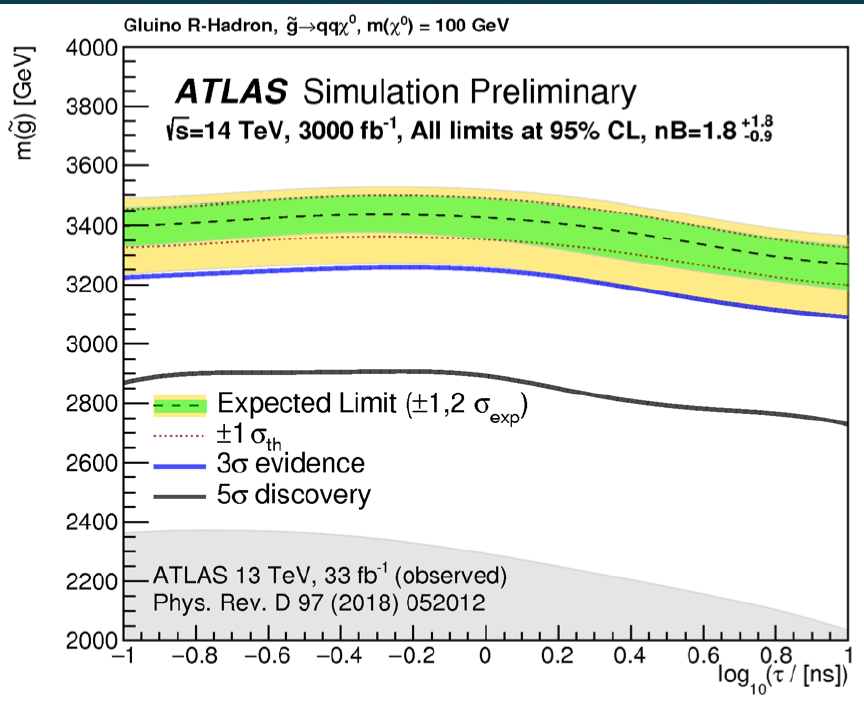 Gluino R-Hadron, g̃→qqχ⁰, m(χ⁰) = 100 GeV
m(g̃) [GeV]
4000
3800
3600
3400
3200
3000
2800
2600
2400
2200
2000
ATLAS Simulation Preliminary
√s=14 TeV, 3000 fb⁻¹, All limits at 95% CL, nB=1.8 +1.8 -0.9
Expected Limit (±1,2 σexp)
±1 σth
3σ evidence
5σ discovery
ATLAS 13 TeV, 33 fb⁻¹ (observed)
Phys. Rev. D 97 (2018) 052012
−1 −0.8 −0.6 −0.4 −0.2 0 0.2 0.4 0.6 0.8 1
log₁₀(τ / [ns])